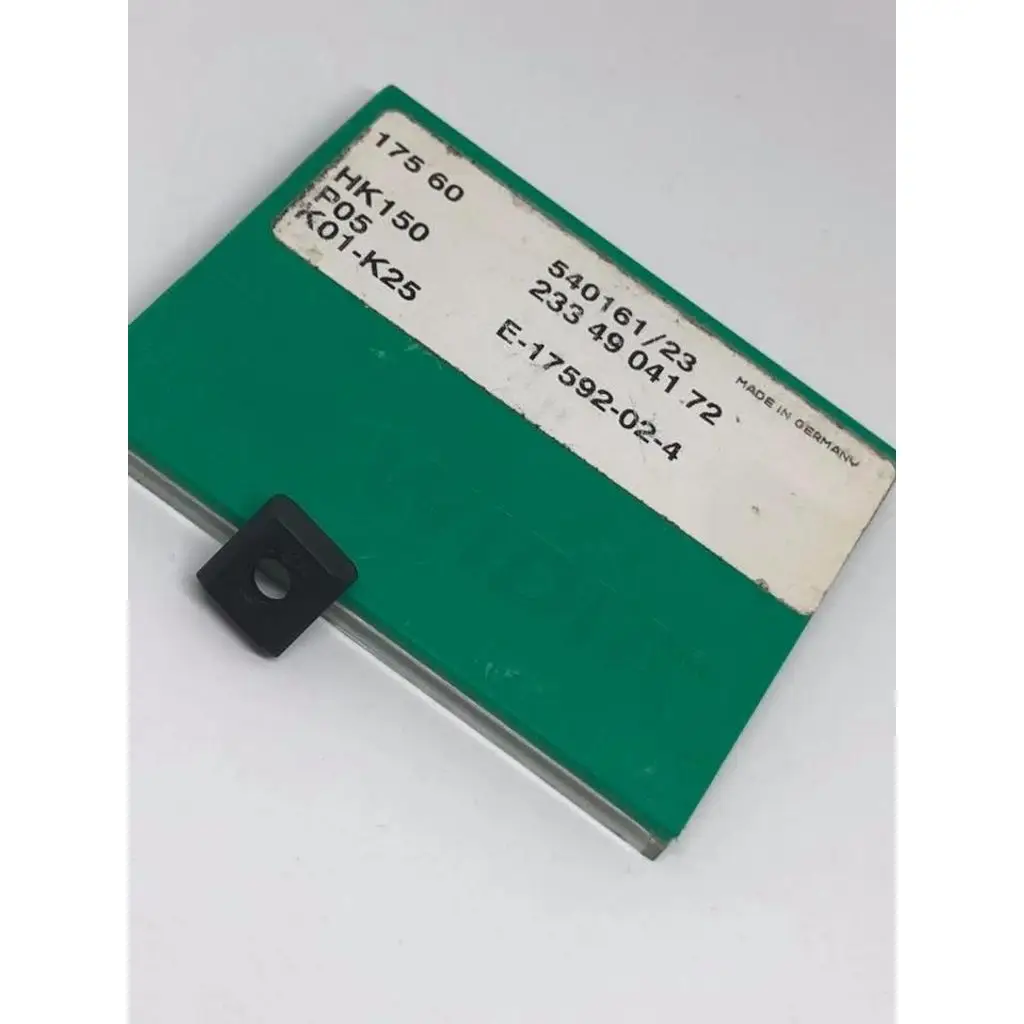 175 60
HK150
P05
K01-K25
540161/23
233 49 041 72
E-17592-02-4
MADE IN GERMANY